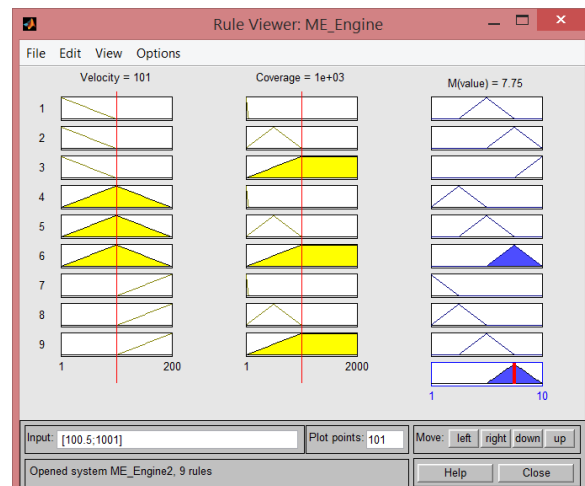 Rule Viewer: ME_Engine
File Edit View Options
Velocity = 101 Coverage = 1e+03 M(value) = 7.75
1
2
3
4
5
6
7
8
9
1 200 1 2000
1 10
Input: [100.5;1001] Plot points: 101 Move: left right down up
Opened system ME_Engine2, 9 rules Help Close